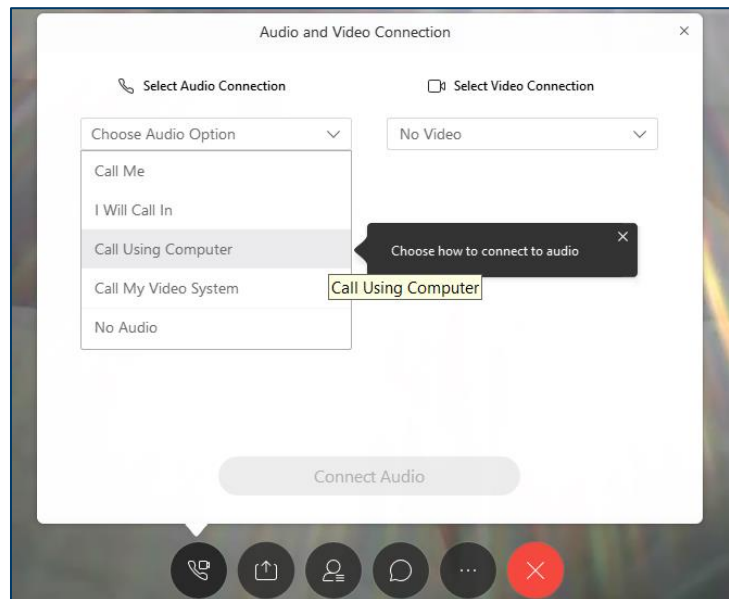 Audio and Video Connection
Select Audio Connection
Select Video Connection
Choose Audio Option
No Video
Call Me
I Will Call In
Call Using Computer
Choose how to connect to audio
Call My Video System
Call Using Computer
No Audio
Connect Audio